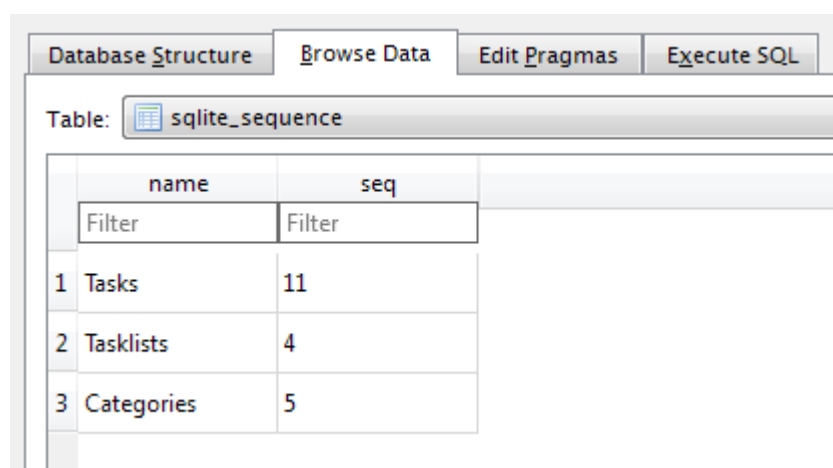 Database Structure Browse Data Edit Pragmas Execute SQL
Table: sqlite_sequence
name seq
Filter Filter
1 Tasks 11
2 Tasklists 4
3 Categories 5